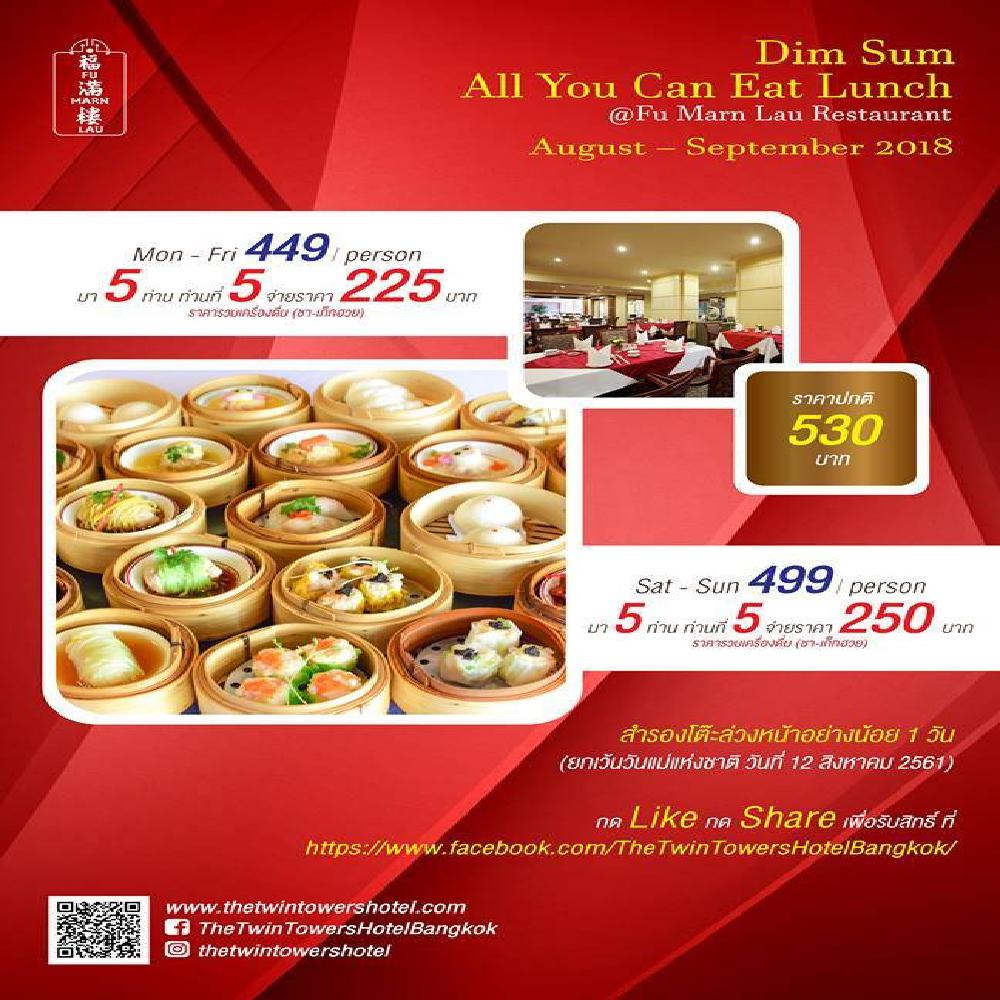 福
FU
滿
MARN
樓
LAU
Dim Sum
All You Can Eat Lunch
@Fu Marn Lau Restaurant
August – September 2018
Mon - Fri 449 / person
มา 5 ท่าน ท่านที่ 5 จ่ายราคา 225 บาท
ราคารวมเครื่องดื่ม (ชา-เก๊กฮวย)
ราคาปกติ
530
บาท
Sat - Sun 499 / person
มา 5 ท่าน ท่านที่ 5 จ่ายราคา 250 บาท
ราคารวมเครื่องดื่ม (ชา-เก๊กฮวย)
สำรองโต๊ะล่วงหน้าอย่างน้อย 1 วัน
(ยกเว้นวันแม่แห่งชาติ วันที่ 12 สิงหาคม 2561)
กด Like กด Share เพื่อรับสิทธิ์ ที่
https://www.facebook.com/TheTwinTowersHotelBangkok/
www.thetwintowershotel.com
TheTwinTowersHotelBangkok
thetwintowershotel